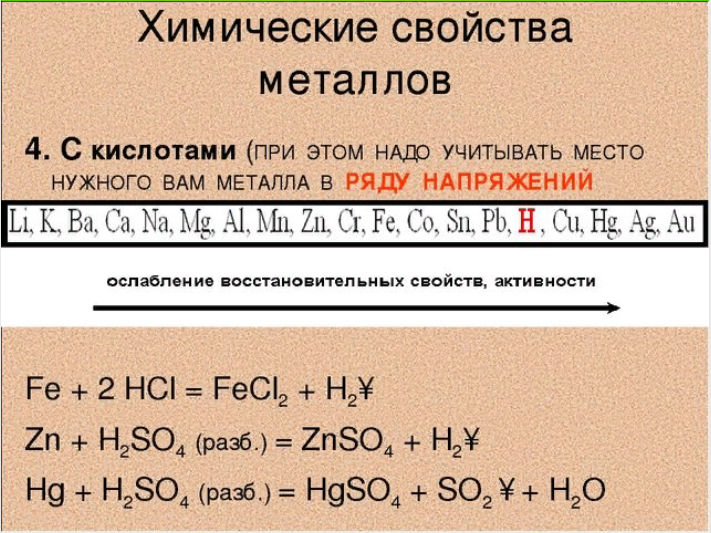 Химические свойства
металлов
4. С кислотами (ПРИ ЭТОМ НАДО УЧИТЫВАТЬ МЕСТО
НУЖНОГО ВАМ МЕТАЛЛА В РЯДУ НАПРЯЖЕНИЙ
Li, K, Ba, Ca, Na, Mg, Al, Mn, Zn, Cr, Fe, Co, Sn, Pb, H , Cu, Hg, Ag, Au
ослабление восстановительных свойств, активности
Fe + 2 HCl = FeCl₂ + H₂¥
Zn + H₂SO₄ (разб.) = ZnSO₄ + H₂¥
Hg + H₂SO₄ (разб.) = HgSO₄ + SO₂ ¥ + H₂O